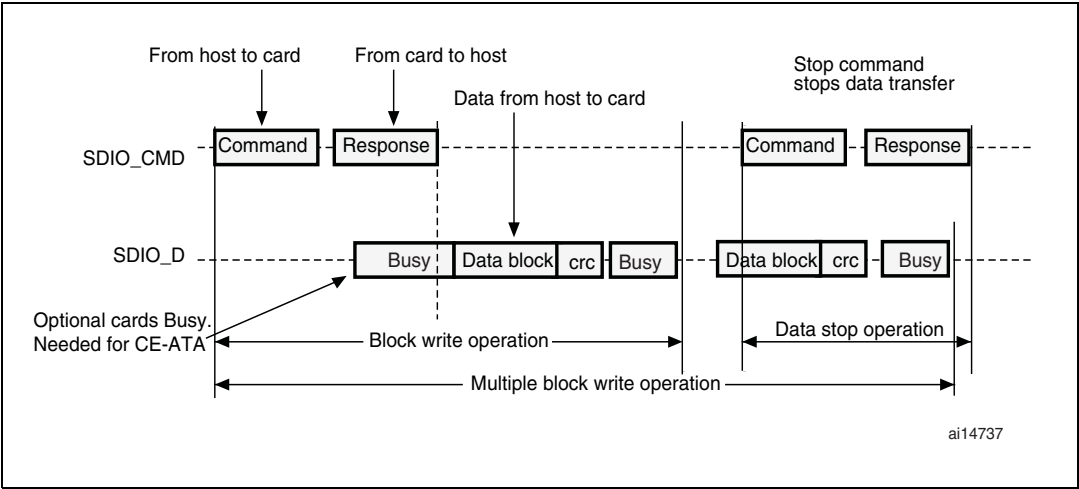 From host to card
From card to host
Stop command
stops data transfer
Data from host to card
SDIO_CMD
Command
Response
Command
Response
SDIO_D
Busy
Data block
crc
Busy
Data block
crc
Busy
Optional cards Busy.
Needed for CE-ATA
Block write operation
Data stop operation
Multiple block write operation
ai14737